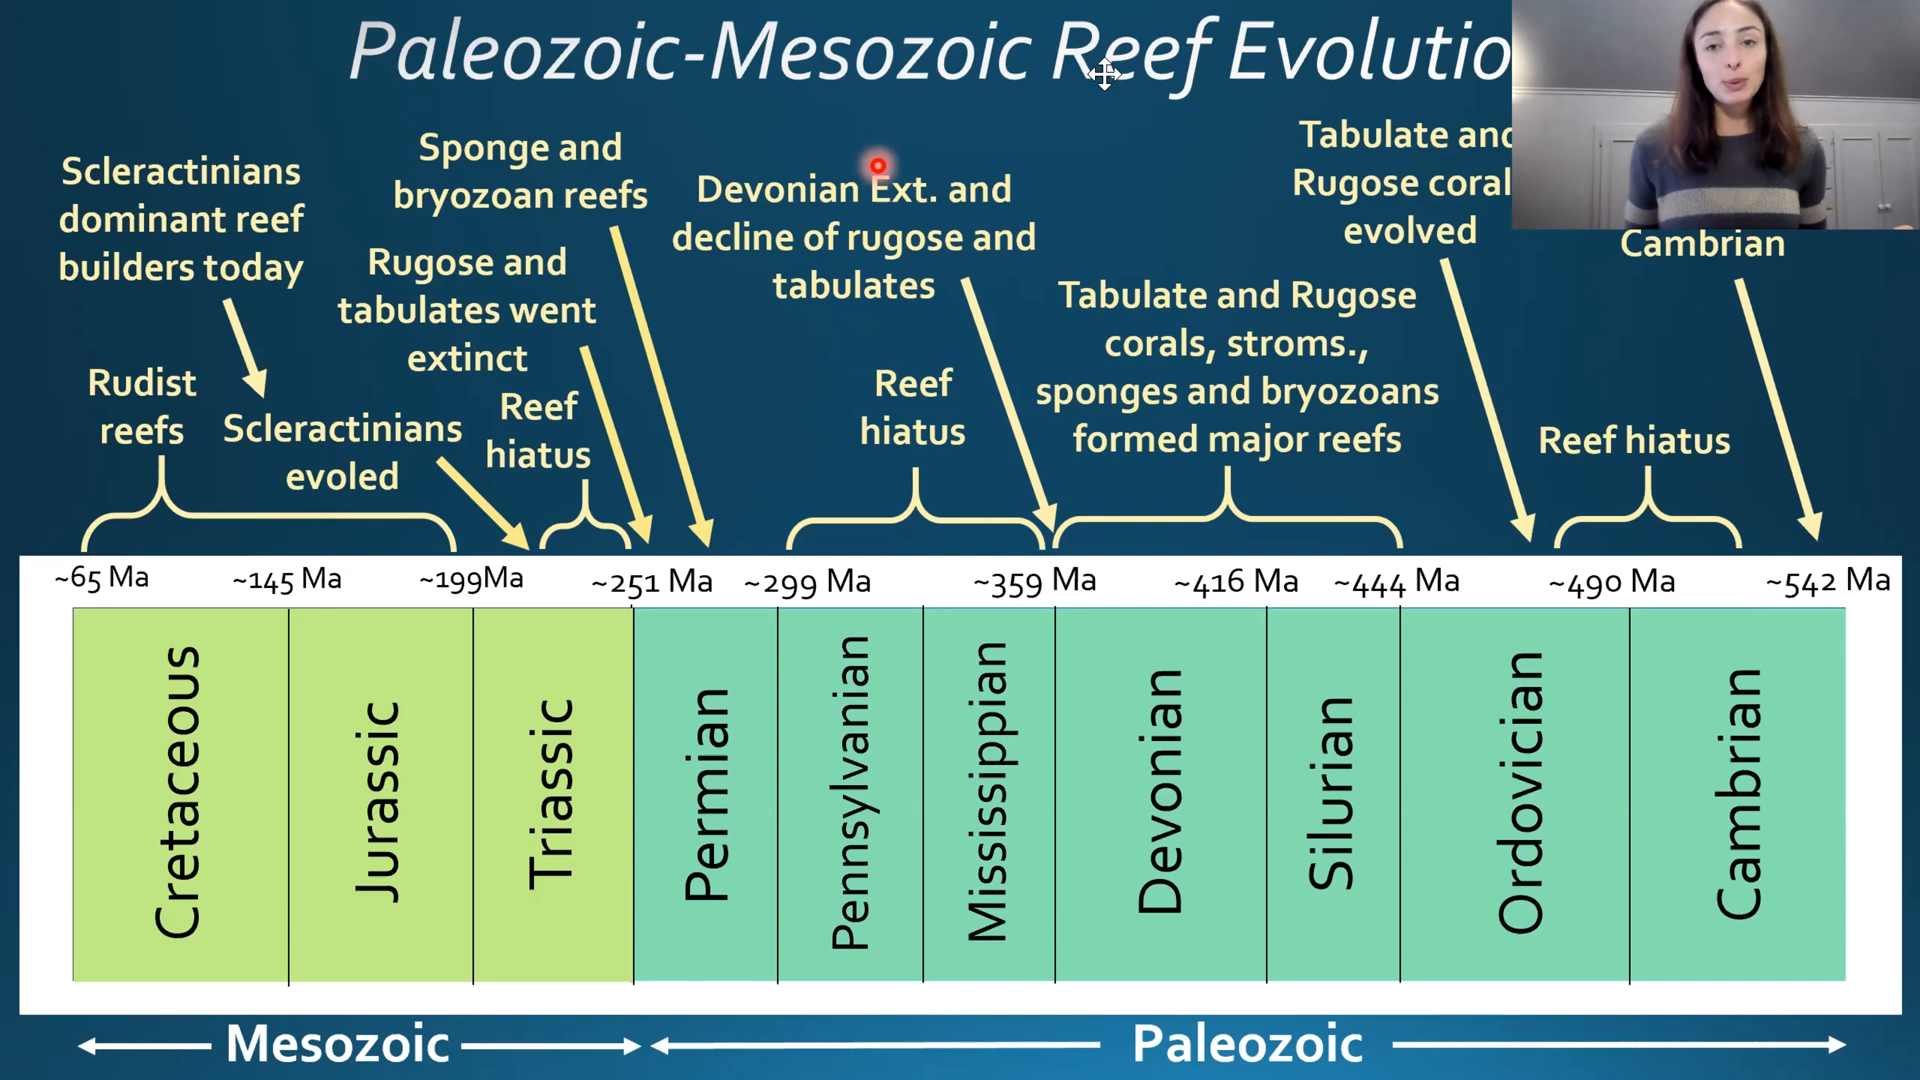 Paleozoic-Mesozoic Reef Evolutio
Scleractinians
dominant reef
builders today
Sponge and
bryozoan reefs
Devonian Ext. and
decline of rugose and
tabulates
Tabulate and
Rugose coral
evolved
Cambrian
Rugose and
tabulates went
extinct
Tabulate and Rugose
corals, stroms.,
sponges and bryozoans
formed major reefs
Rudist
reefs
Scleractinians
evoled
Reef
hiatus
Reef
hiatus
Reef hiatus
~65 Ma ~145 Ma ~199Ma ~251 Ma ~299 Ma ~359 Ma ~416 Ma ~444 Ma ~490 Ma ~542 Ma
Cretaceous
Jurassic
Triassic
Permian
Pennsylvanian
Mississippian
Devonian
Silurian
Ordovician
Cambrian
Mesozoic
Paleozoic